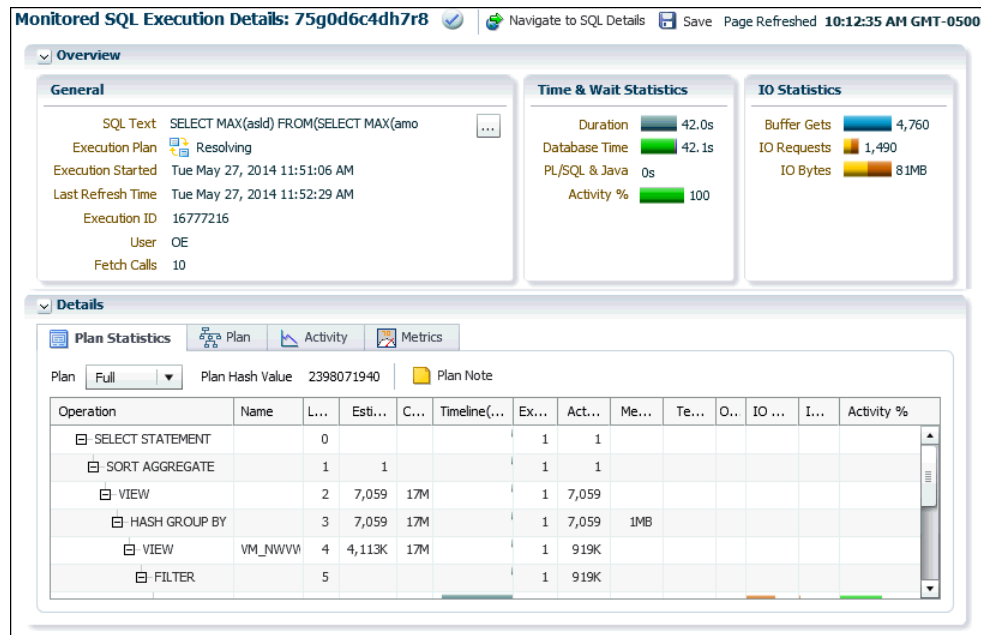 Monitored SQL Execution Details: 75g0d6c4dh7r8 Navigate to SQL Details Save Page Refreshed 10:12:35 AM GMT-0500
Overview
General
SQL Text SELECT MAX(asld) FROM(SELECT MAX(amo ...
Execution Plan Resolving
Execution Started Tue May 27, 2014 11:51:06 AM
Last Refresh Time Tue May 27, 2014 11:52:29 AM
Execution ID 16777216
User OE
Fetch Calls 10
Time & Wait Statistics
Duration 42.0s
Database Time 42.1s
PL/SQL & Java 0s
Activity % 100
IO Statistics
Buffer Gets 4,760
IO Requests 1,490
IO Bytes 81MB
Details
Plan Statistics Plan Activity Metrics
Plan Full Plan Hash Value 2398071940 Plan Note
Operation Name L... Esti... C... Timeline(... Ex... Act... Me... Te... O... IO ... I... Activity %
SELECT STATEMENT 0 1 1
SORT AGGREGATE 1 1 1 1
VIEW 2 7,059 17M 1 7,059
HASH GROUP BY 3 7,059 17M 1 7,059 1MB
VIEW VM_NWVW 4 4,113K 17M 1 919K
FILTER 5 1 919K